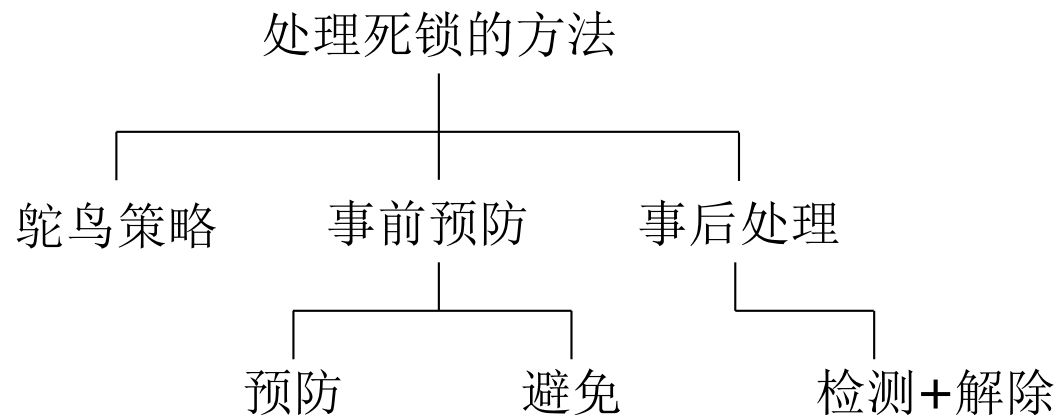 处理死锁的方法
鸵鸟策略
事前预防
事后处理
预防
避免
检测+解除